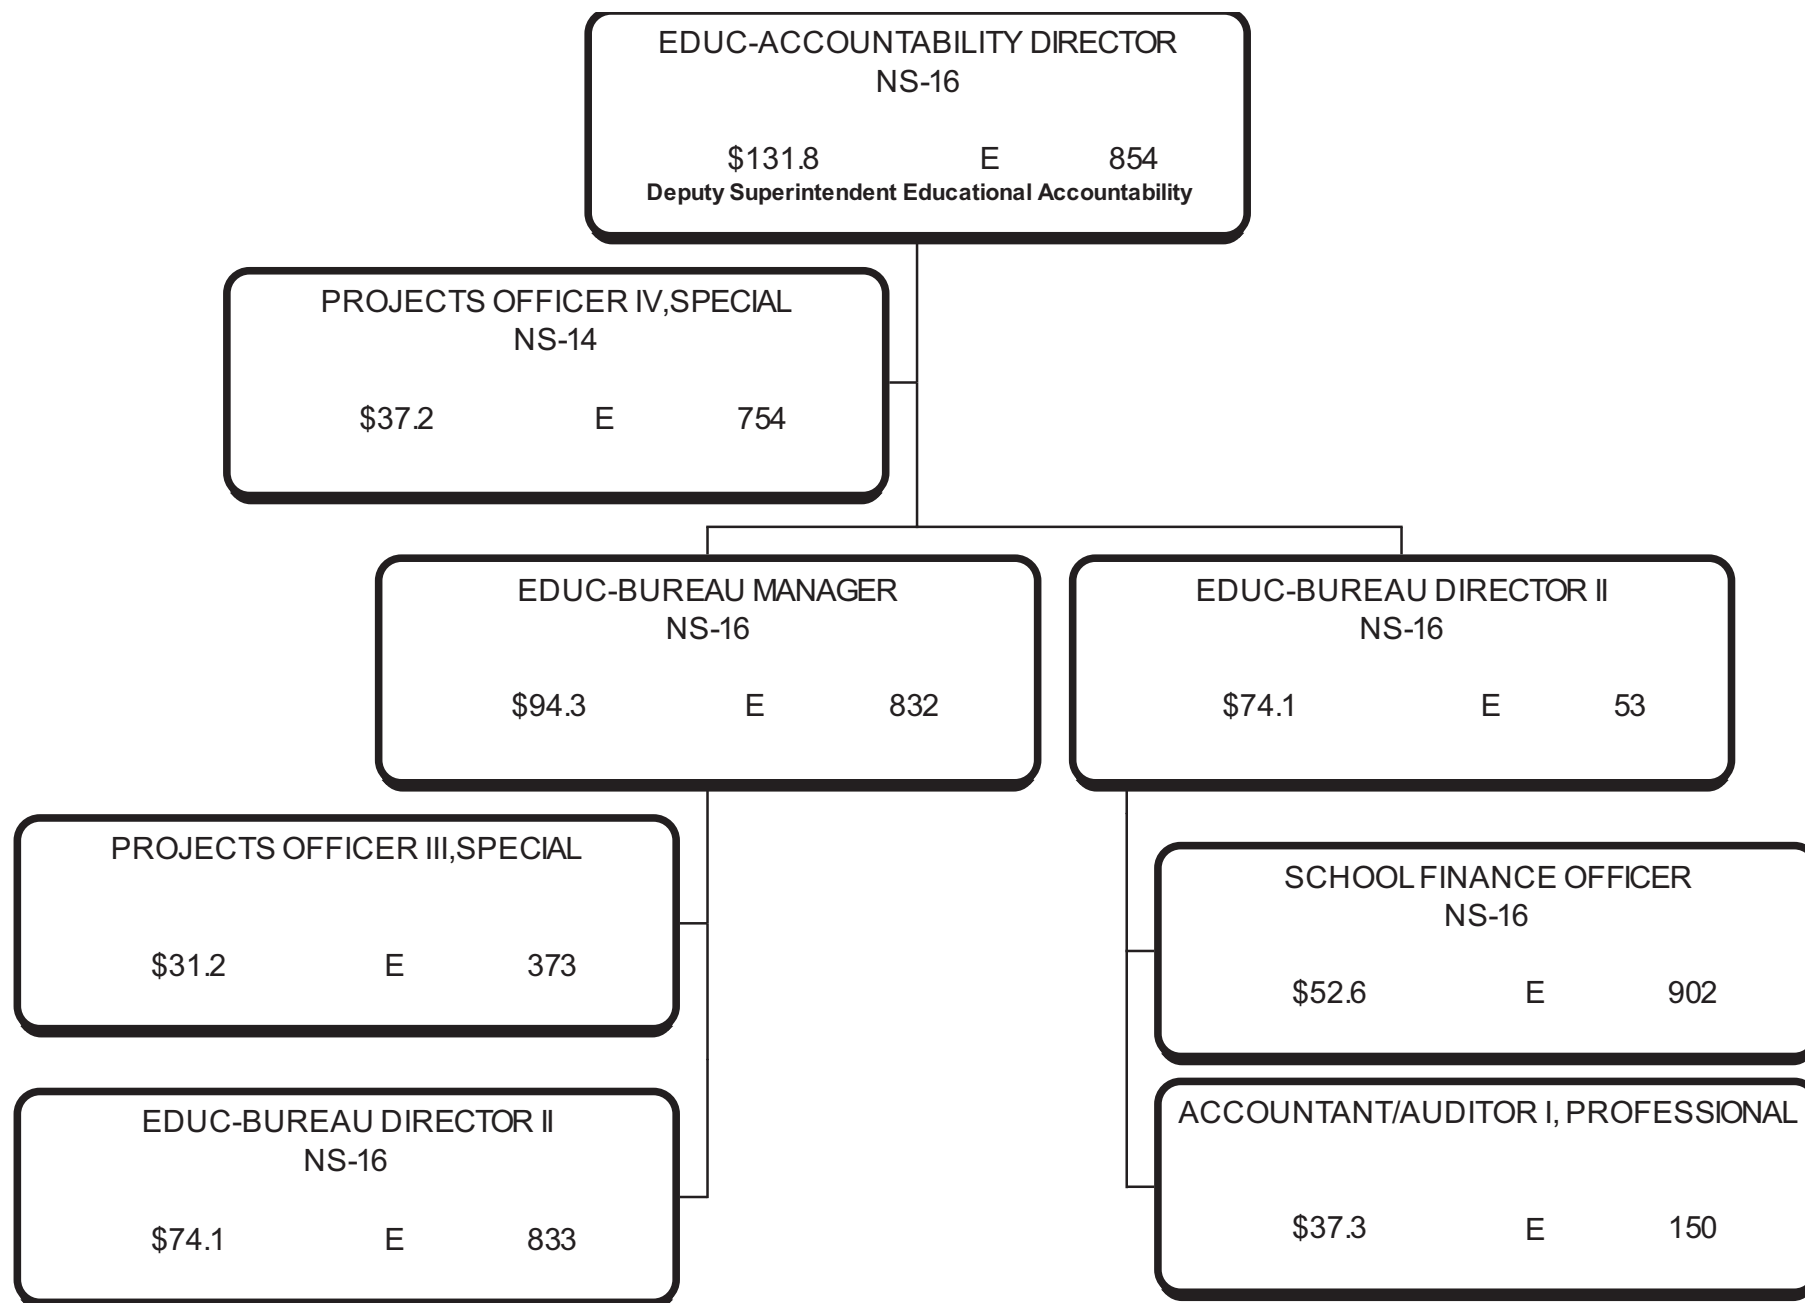 EDUC-ACCOUNTABILITY DIRECTOR
NS-16
$131.8 E 854
Deputy Superintendent Educational Accountability
PROJECTS OFFICER IV,SPECIAL
NS-14
$37.2 E 754
EDUC-BUREAU MANAGER
NS-16
$94.3 E 832
EDUC-BUREAU DIRECTOR II
NS-16
$74.1 E 53
PROJECTS OFFICER III,SPECIAL
$31.2 E 373
EDUC-BUREAU DIRECTOR II
NS-16
$74.1 E 833
SCHOOL FINANCE OFFICER
NS-16
$52.6 E 902
ACCOUNTANT/AUDITOR I, PROFESSIONAL
$37.3 E 150